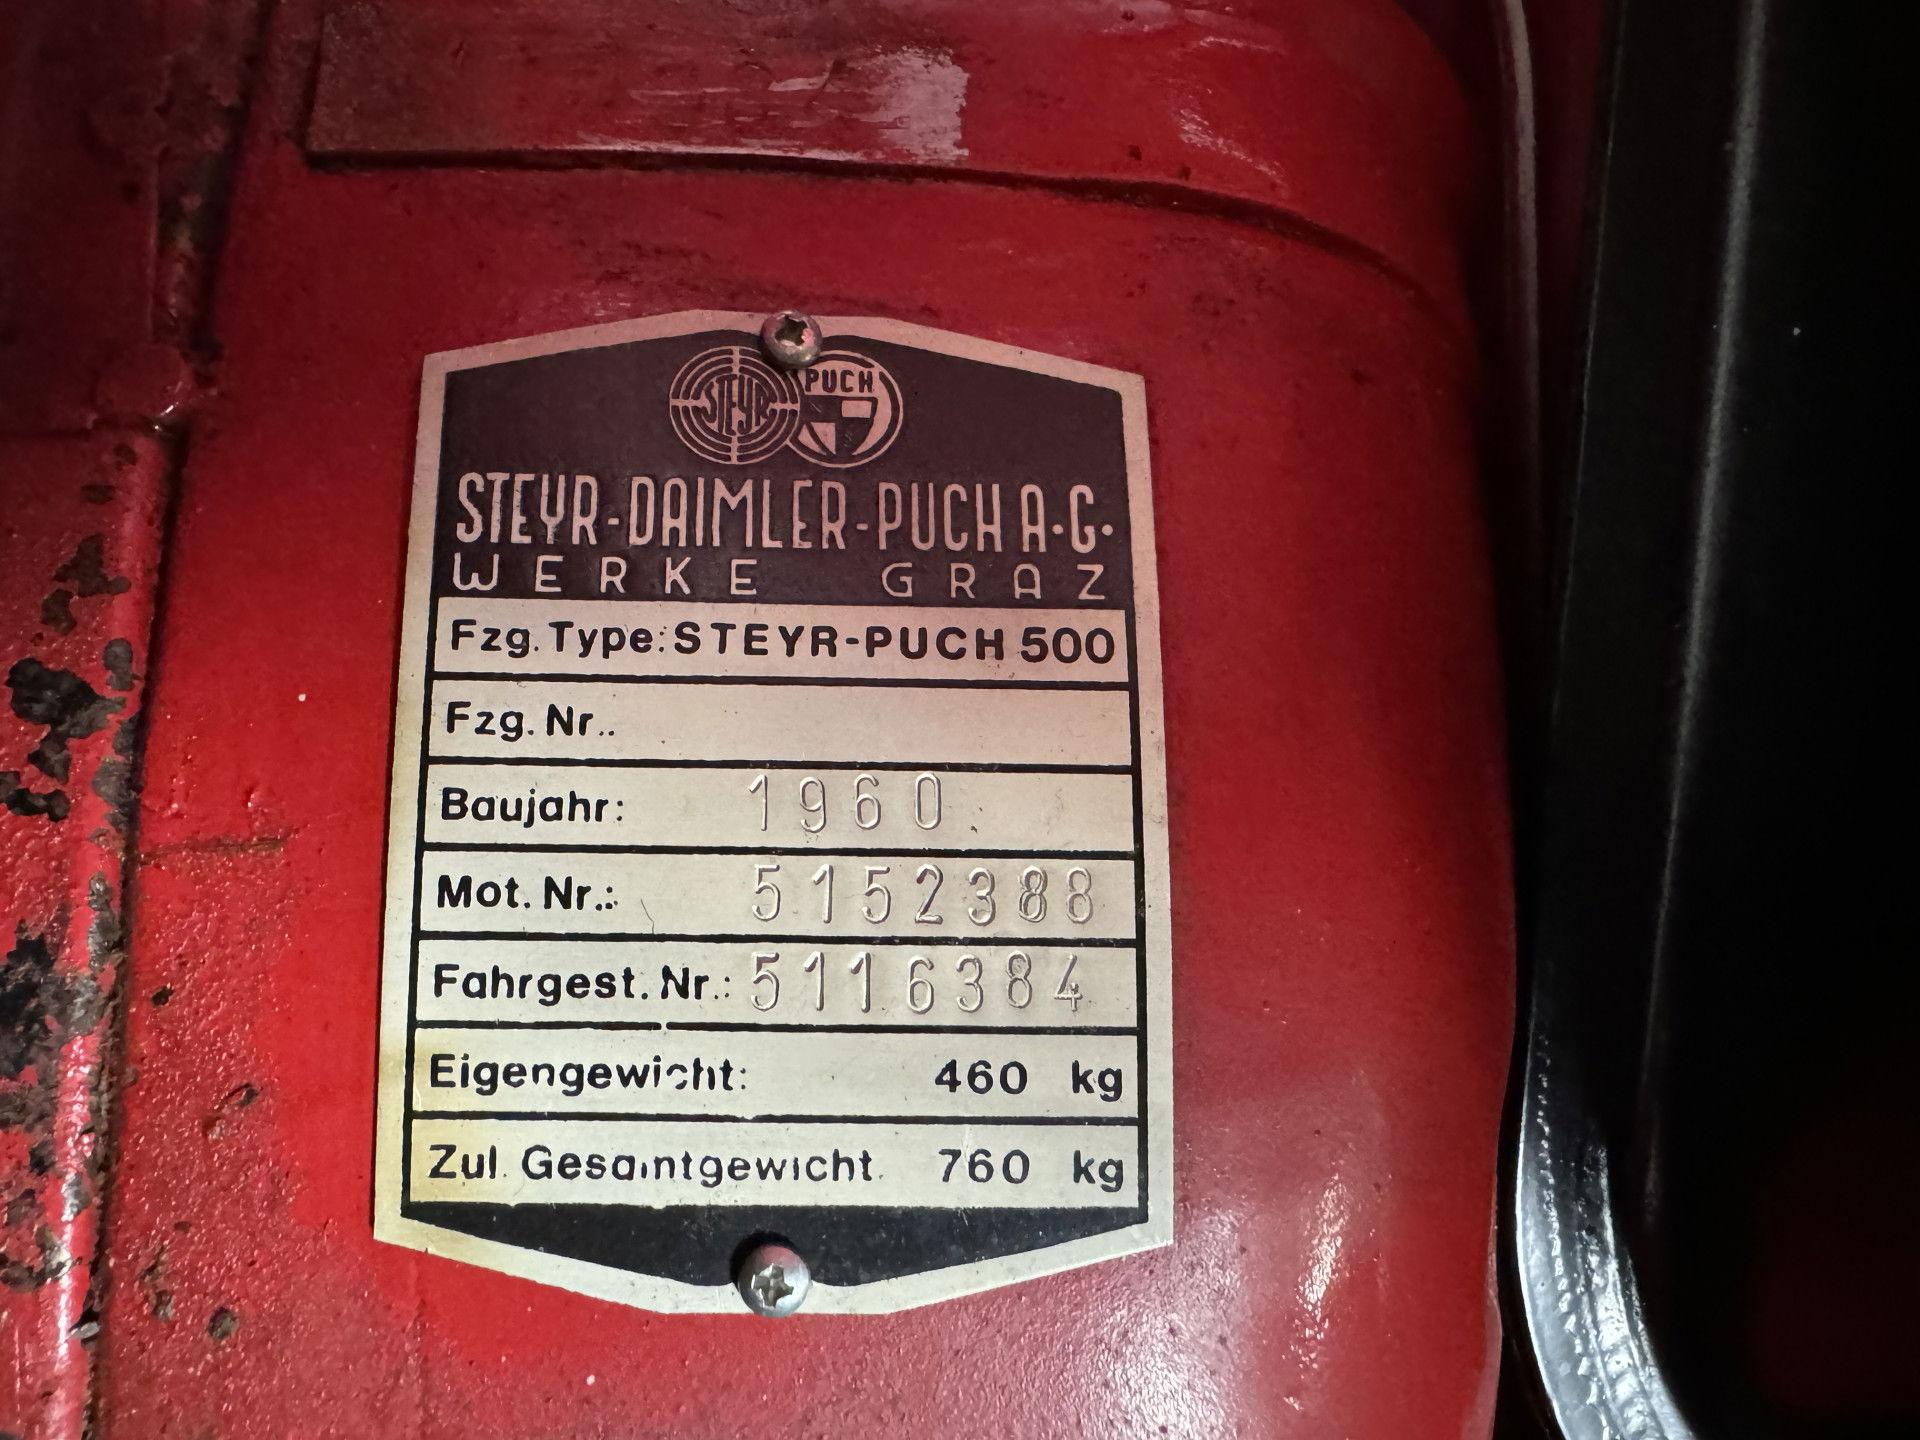 STEYR PUCH
STEYR-DAIMLER-PUCH A·G·
WERKE GRAZ
Fzg. Type: STEYR-PUCH 500
Fzg. Nr.:
Baujahr: 1960
Mot. Nr.: 5152388
Fahrgest. Nr.: 5116384
Eigengewicht: 460 kg
Zul. Gesamtgewicht. 760 kg